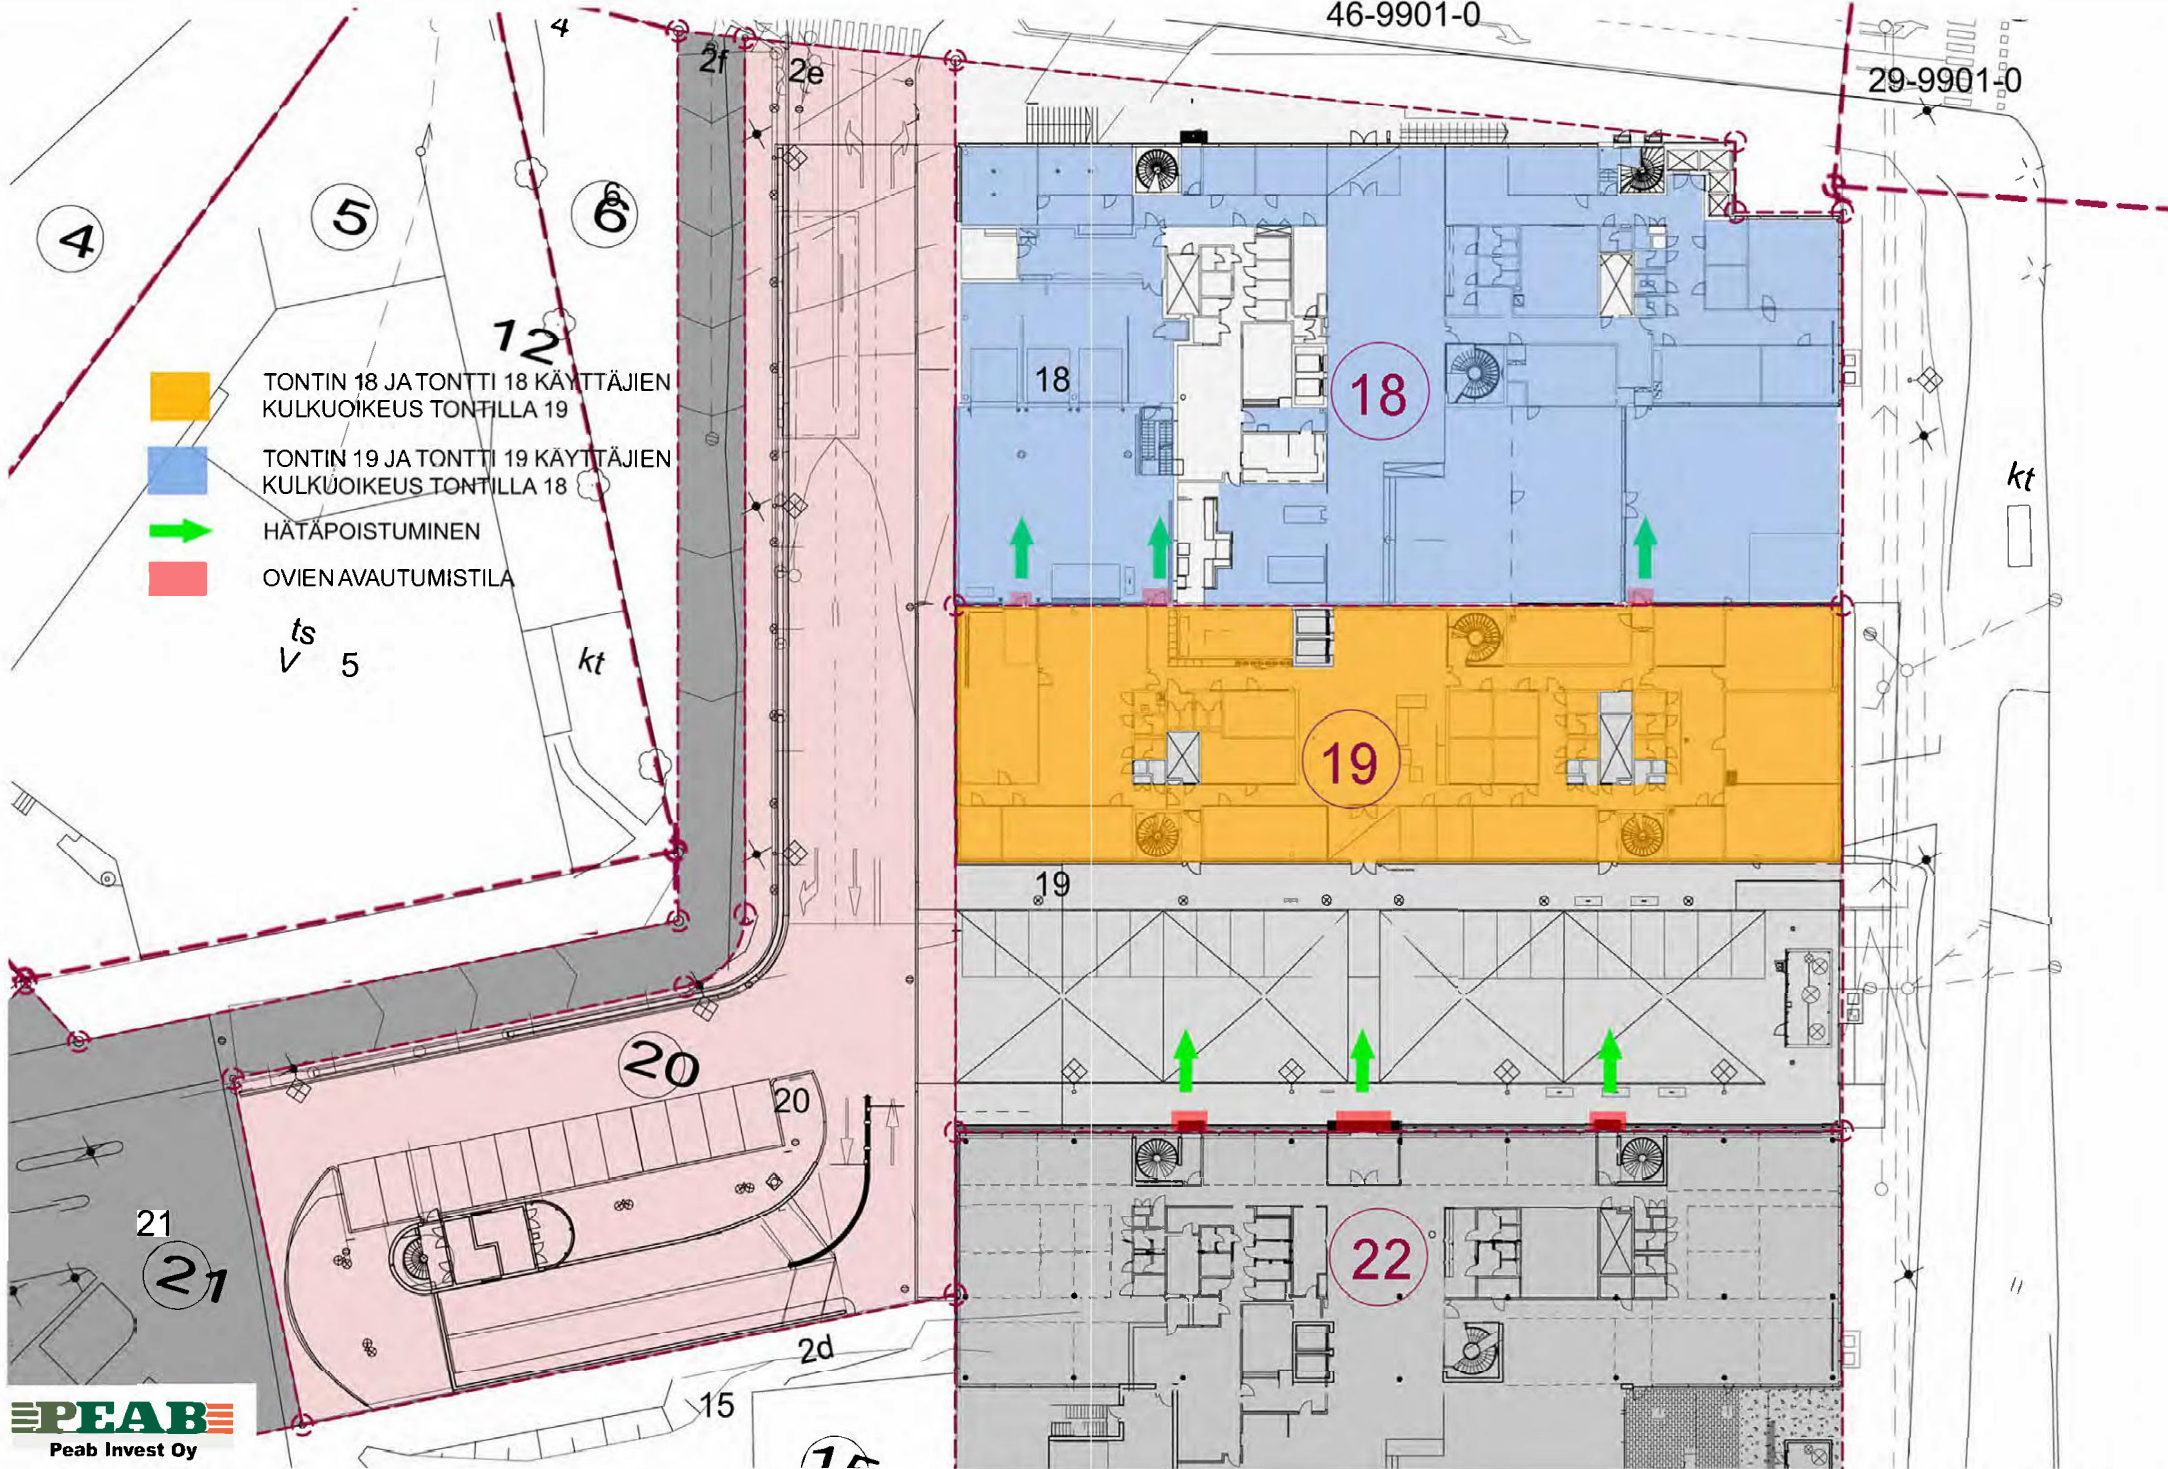 46-9901-0
4
2f
2e
29-9901-0
4
5
6
6
12
TONTIN 18 JA TONTTI 18 KÄYTTÄJIEN
KULKUOIKEUS TONTILLA 19
TONTIN 19 JA TONTTI 19 KÄYTTÄJIEN
KULKUOIKEUS TONTILLA 18
HÄTÄPOISTUMINEN
OVIEN AVAUTUMISTILA
18
18
kt
ts
V 5
kt
19
19
20
20
21
21
22
2d
15
15
PEAB
Peab Invest Oy